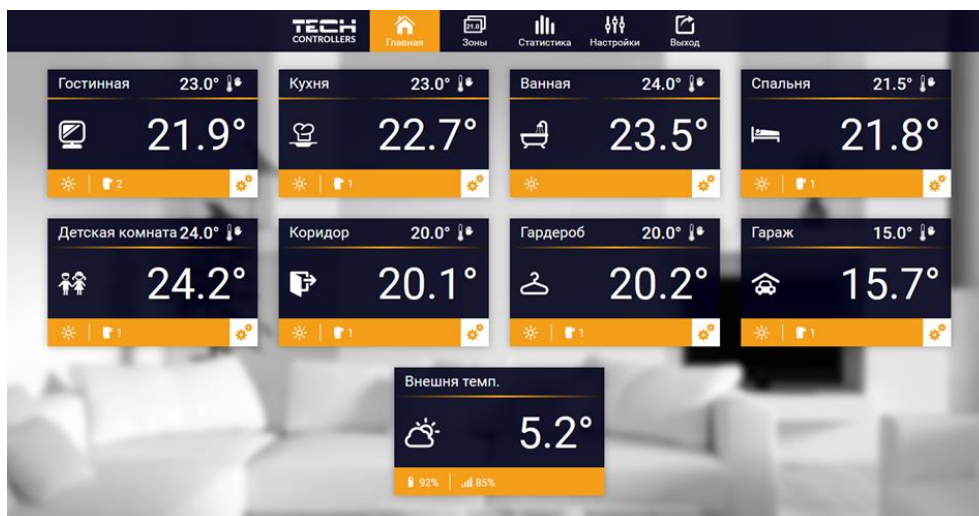 TECH
CONTROLLERS
Главная
21.0
Зоны
Статистика
Настройки
Выход
Гостинная 23.0°
21.9°
2
Кухня 23.0°
22.7°
1
Ванная 24.0°
23.5°
Спальня 21.5°
21.8°
1
Детская комната 24.0°
24.2°
1
Коридор 20.0°
20.1°
1
Гардероб 20.0°
20.2°
1
Гараж 15.0°
15.7°
1
Внешня темп.
5.2°
92% 85%